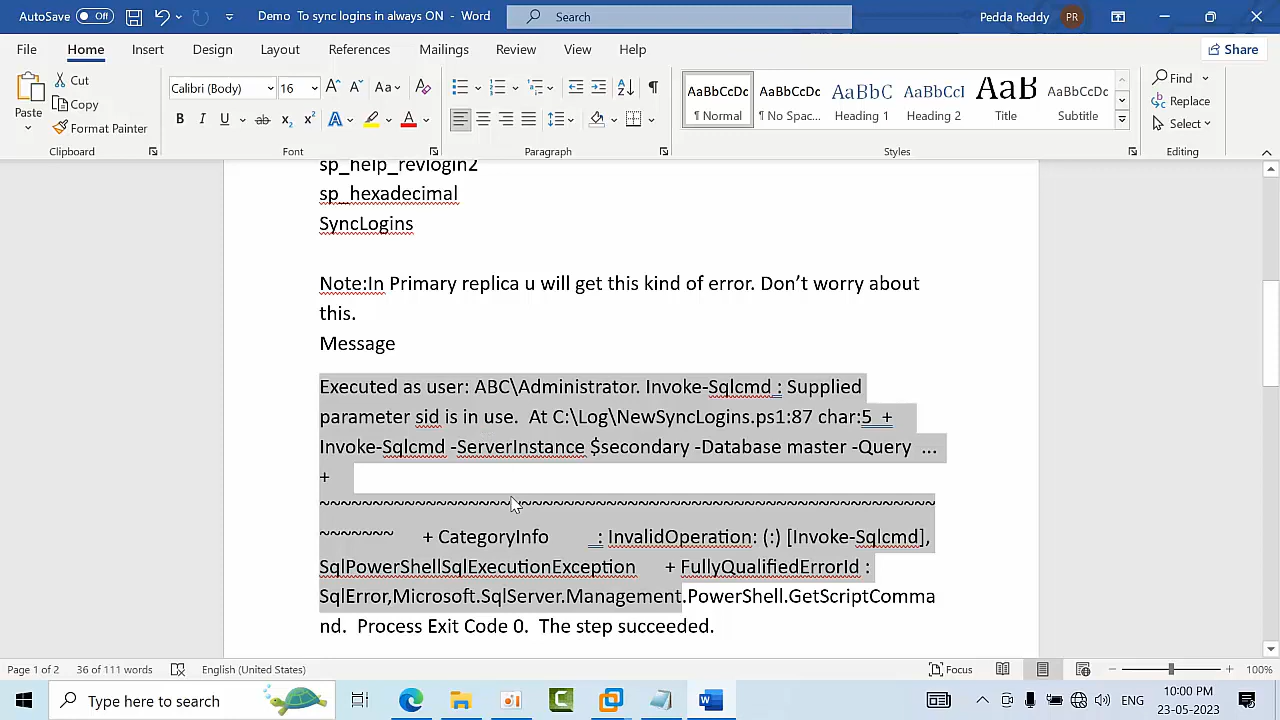 AutoSave Off Demo To sync logins in always ON - Word Search Pedda Reddy PR
File Home Insert Design Layout References Mailings Review View Help Share
Paste Cut Copy Format Painter
Calibri (Body) 16
AaBbCcDc AaBbCcDc AaBbC AaBbCcI AaB AaBbCcDc
¶ Normal ¶ No Spac... Heading 1 Heading 2 Title Subtitle
Find Replace Select
Clipboard Font Paragraph Styles Editing
sp_help_revlogin2
sp_hexadecimal
SyncLogins
Note:In Primary replica u will get this kind of error. Don’t worry about
this.
Message
Executed as user: ABC\Administrator. Invoke-Sqlcmd : Supplied
parameter sid is in use.  At C:\Log\NewSyncLogins.ps1:87 char:5  +
Invoke-Sqlcmd -ServerInstance $secondary -Database master -Query  ...
+
~~~~~~~~~~~~~~~~~~~~~~~~~~~~~~~~~~~~~~~~~~~~~~~~~~~~~~~~~~
~~~~~~~     + CategoryInfo        : InvalidOperation: (:) [Invoke-Sqlcmd],
SqlPowerShellSqlExecutionException     + FullyQualifiedErrorId :
SqlError,Microsoft.SqlServer.Management.PowerShell.GetScriptComma
nd.  Process Exit Code 0.  The step succeeded.
Page 1 of 2 36 of 111 words English (United States) Focus 100%
Type here to search ENG 10:00 PM
23-05-2023